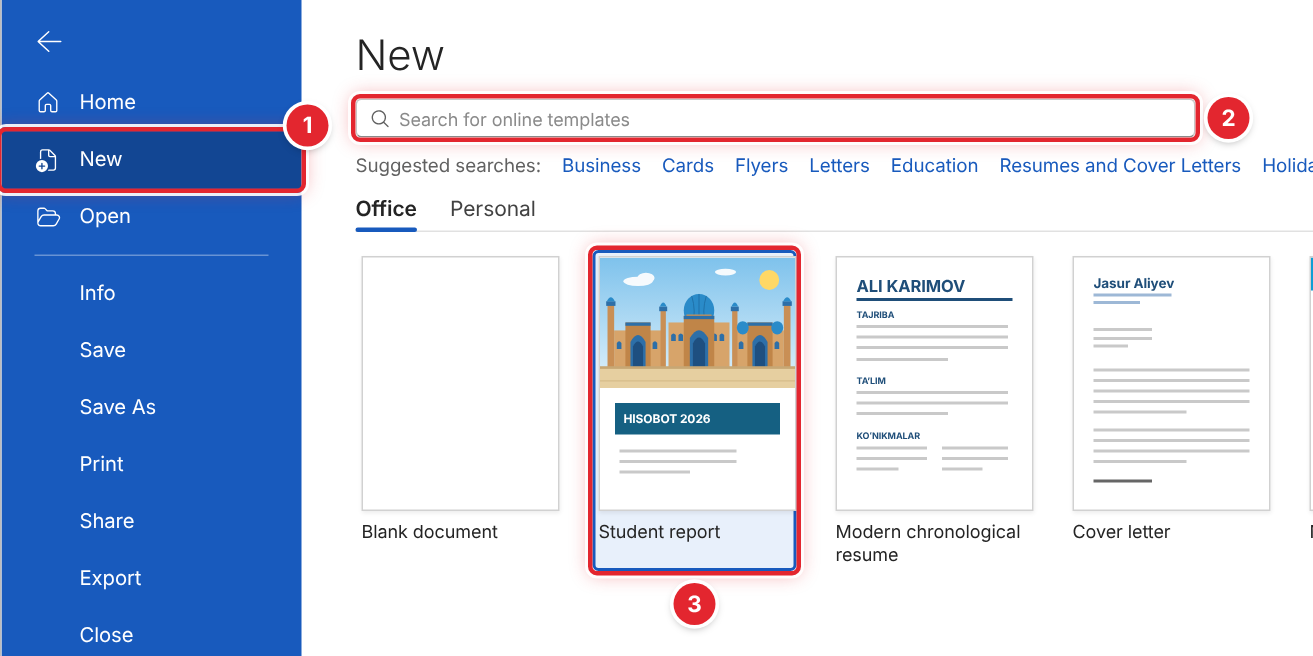 New
Home
1
Search for online templates
2
New
Suggested searches: Business Cards Flyers Letters Education Resumes and Cover Letters
Open
Office Personal
Info
Save
Save As
Print
Share
Export
Close
HISOBOT 2026
ALI KARIMOV
TAJRIBA
TA'LIM
KO'NIKMALAR
Jasur Aliyev
Blank document
Student report
Modern chronological
resume
Cover letter
3